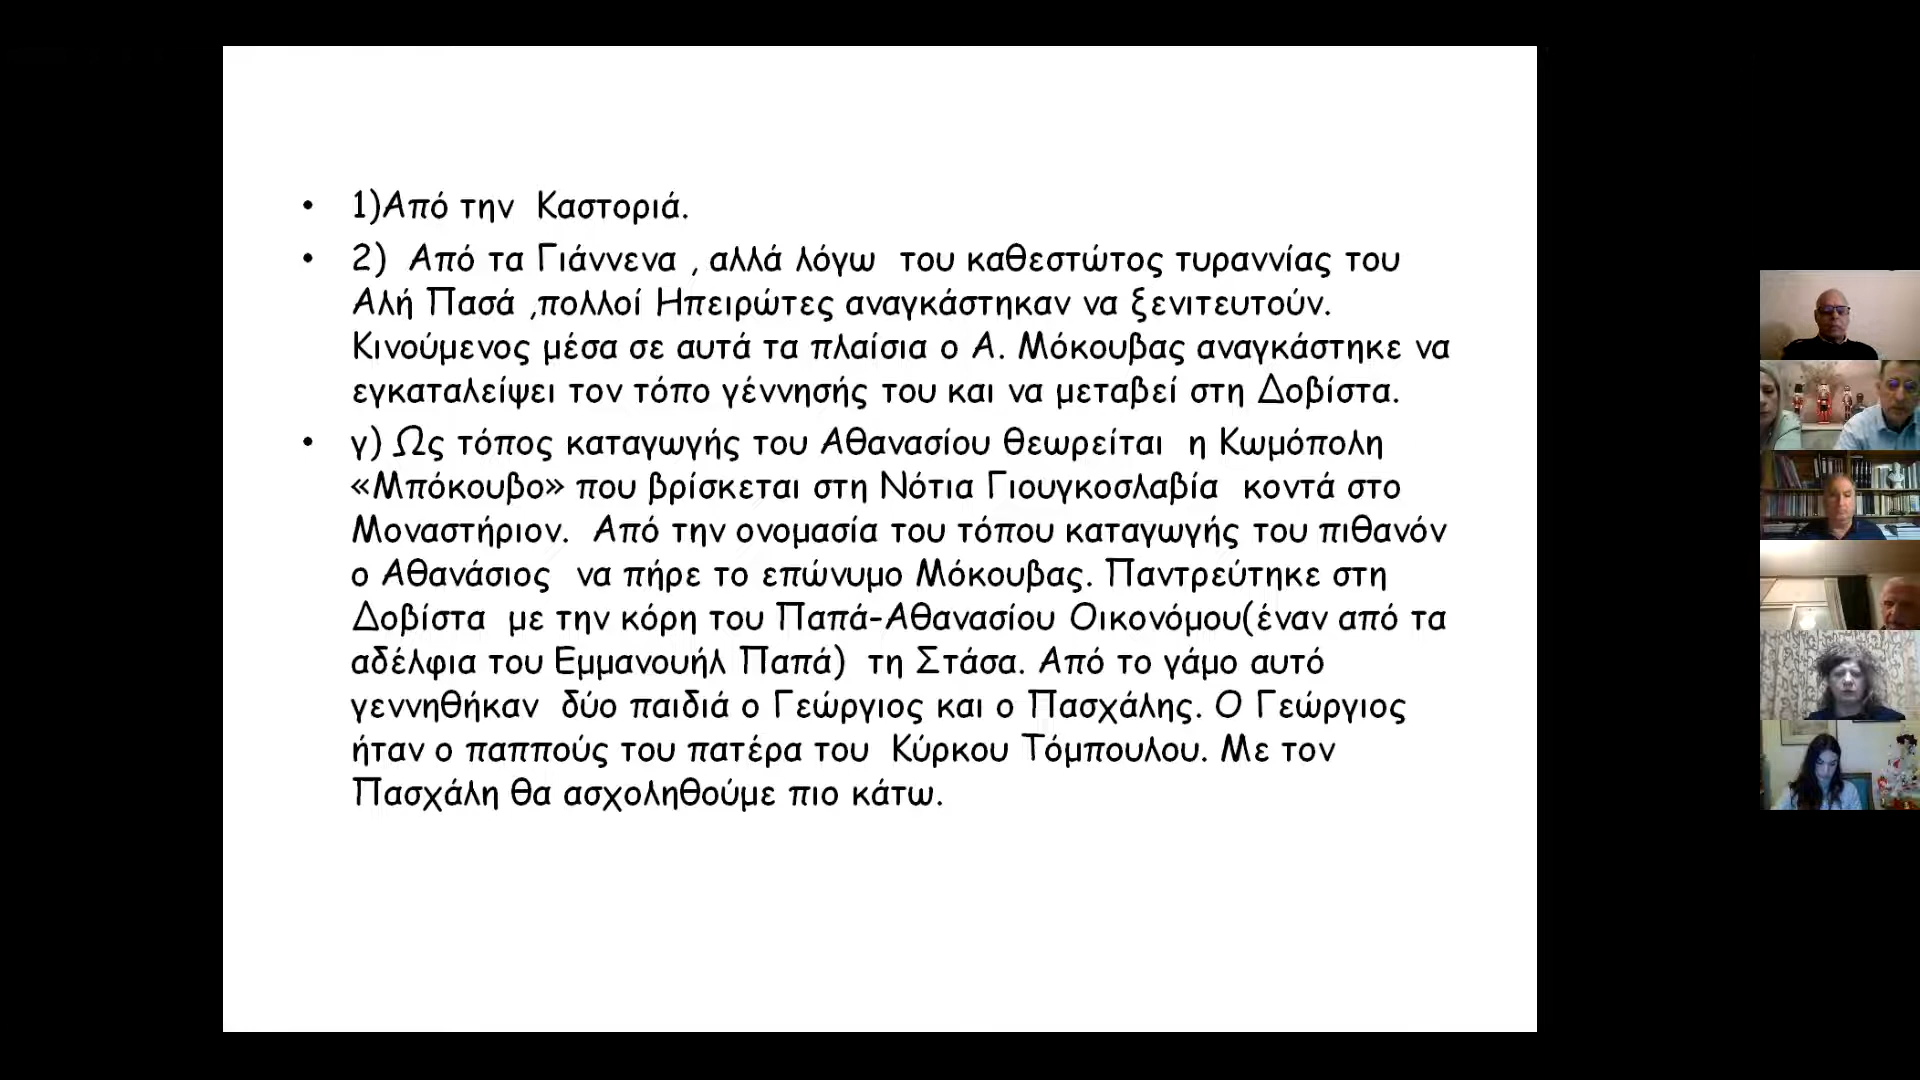 • 1)Από την Καστοριά.
• 2) Από τα Γιάννενα , αλλά λόγω του καθεστώτος τυραννίας του
Αλή Πασά ,πολλοί Ηπειρώτες αναγκάστηκαν να ξενιτευτούν.
Κινούμενος μέσα σε αυτά τα πλαίσια ο Α. Μόκουβας αναγκάστηκε να
εγκαταλείψει τον τόπο γέννησής του και να μεταβεί στη Δοβίστα.
• γ) Ως τόπος καταγωγής του Αθανασίου θεωρείται η Κωμόπολη
«Μπόκουβο» που βρίσκεται στη Νότια Γιουγκοσλαβία κοντά στο
Μοναστήριον. Από την ονομασία του τόπου καταγωγής του πιθανόν
ο Αθανάσιος να πήρε το επώνυμο Μόκουβας. Παντρεύτηκε στη
Δοβίστα με την κόρη του Παπά-Αθανασίου Οικονόμου(έναν από τα
αδέλφια του Εμμανουήλ Παπά) τη Στάσα. Από το γάμο αυτό
γεννηθήκαν δύο παιδιά ο Γεώργιος και ο Πασχάλης. Ο Γεώργιος
ήταν ο παππούς του πατέρα του Κύρκου Τόμπουλου. Με τον
Πασχάλη θα ασχοληθούμε πιο κάτω.